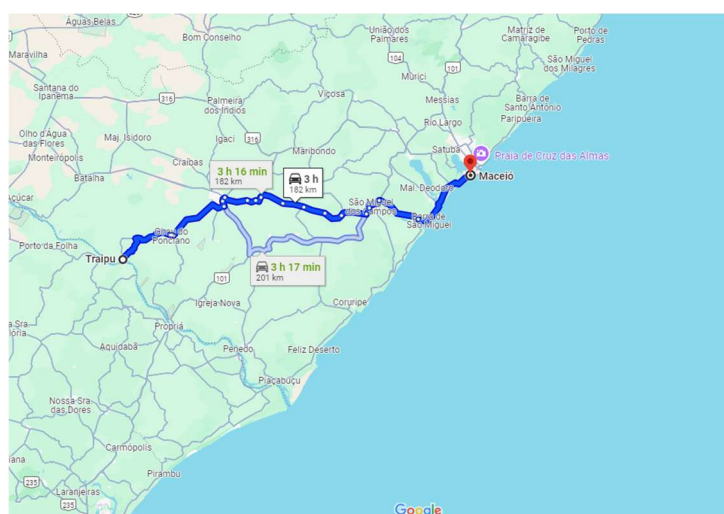 Águas Belas
Bom Conselho
União dos
Palmares
Matriz de
Camaragibe
Porto de
Pedras
Maravilha
104
101
São Miguel
dos Milagres
Santana do
Ipanema
316
316
Palmeira
dos Índios
Viçosa
Murici
Messias
Barra de
Santo Antônio
Rio Largo
Paripueira
Olho d'Água
das Flores
Maj. Isidoro
Igaci
Satuba
Monteirópolis
Maribondo
Praia de Cruz das Almas
Craíbas
Batalha
3 h 16 min
182 km
3 h
182 km
Maceió
Mal. Deodoro
São Miguel
dos Campos
Barra de
São Miguel
Porto da Folha
Ponciano
Traipu
3 h 17 min
201 km
101
Igreja Nova
Coruripe
Propriá
Aquidabã
Penedo
Feliz Deserto
Piaçabuçu
Nossa Sra.
das Dores
Carmópolis
Pirambu
235
235
Laranjeiras
Google